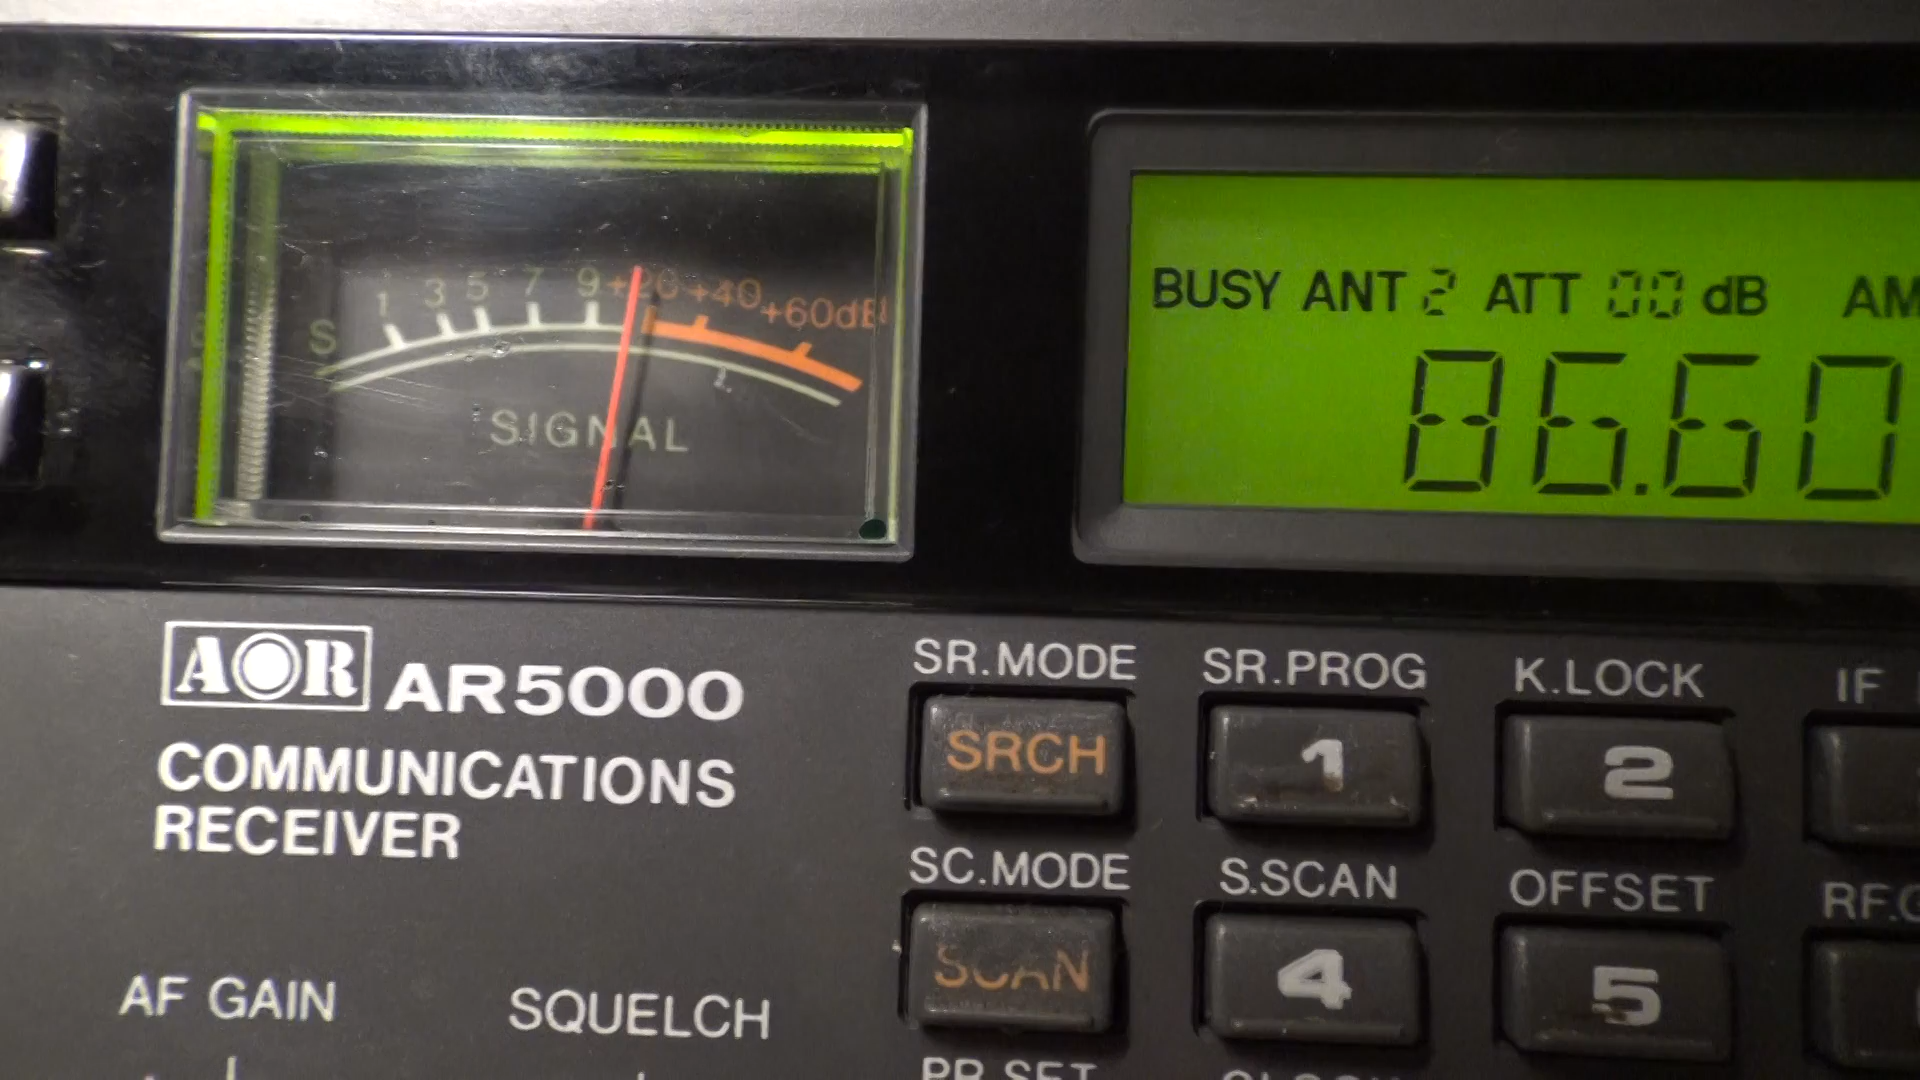 1 3 5 7 9 +20 +40 +60dB
S
SIGNAL
BUSY ANT 2 ATT 00 dB AM
86.60
AOR AR5000
COMMUNICATIONS
RECEIVER
SR.MODE SR.PROG K.LOCK IF
SRCH 1 2
SC.MODE S.SCAN OFFSET RF.G
SCAN 4 5
AF GAIN SQUELCH
PR.SET